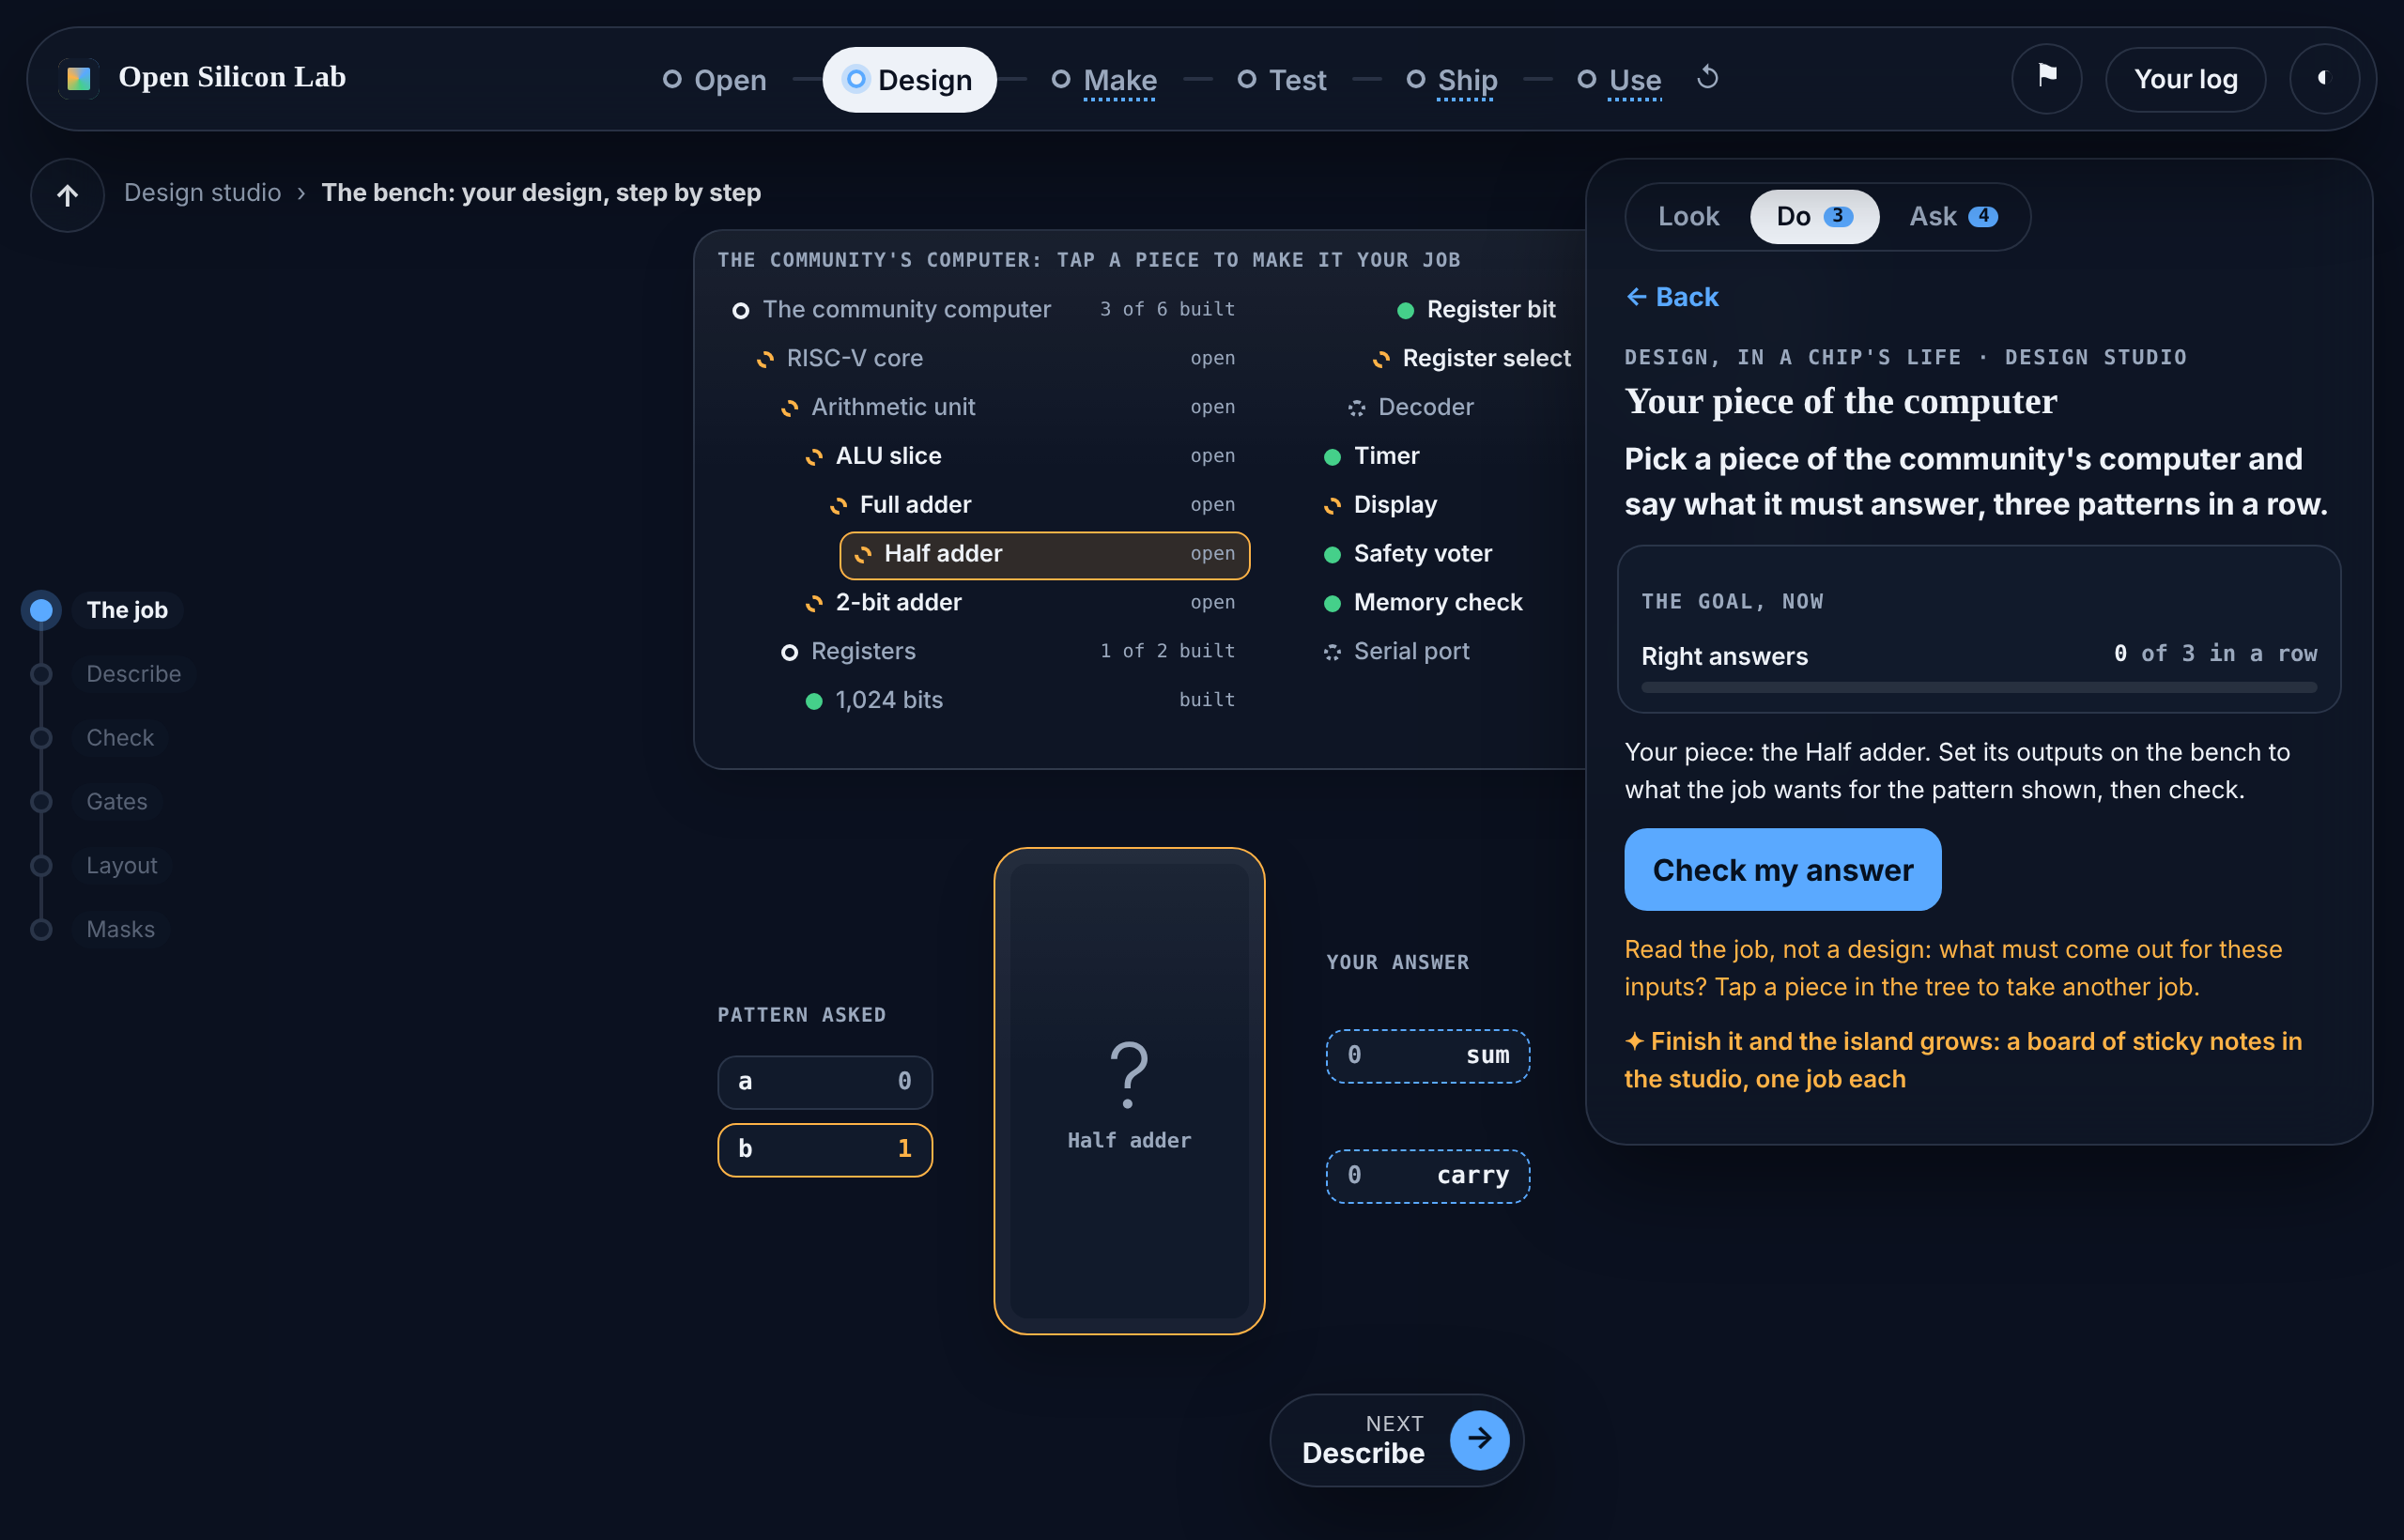 Open Silicon Lab
Open
Design
Make
Test
Ship
Use
Your log
Design studio › The bench: your design, step by step
The job
Describe
Check
Gates
Layout
Masks
THE COMMUNITY'S COMPUTER: TAP A PIECE TO MAKE IT YOUR JOB
The community computer 3 of 6 built
RISC-V core open
Arithmetic unit open
ALU slice open
Full adder open
Half adder open
2-bit adder open
Registers 1 of 2 built
1,024 bits built
Register bit
Register select
Decoder
Timer
Display
Safety voter
Memory check
Serial port
PATTERN ASKED
a 0
b 1
?
Half adder
YOUR ANSWER
0 sum
0 carry
NEXT
Describe
Look
Do 3
Ask 4
← Back
DESIGN, IN A CHIP'S LIFE · DESIGN STUDIO
Your piece of the computer
Pick a piece of the community's computer and
say what it must answer, three patterns in a row.
THE GOAL, NOW
Right answers 0 of 3 in a row
Your piece: the Half adder. Set its outputs on the bench to
what the job wants for the pattern shown, then check.
Check my answer
Read the job, not a design: what must come out for these
inputs? Tap a piece in the tree to take another job.
✦ Finish it and the island grows: a board of sticky notes in
the studio, one job each